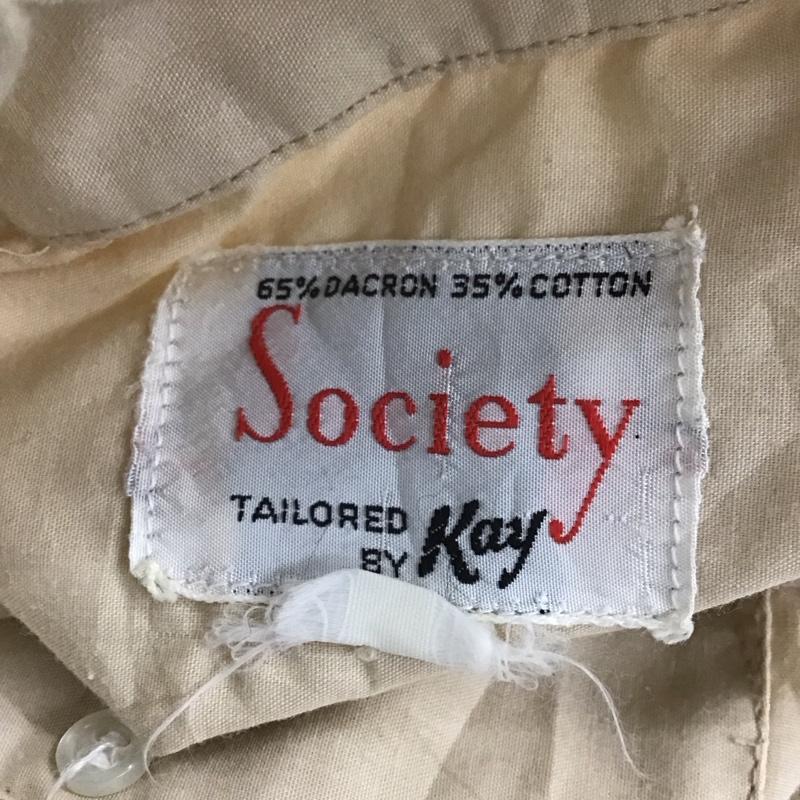 65% DACRON 35% COTTON
Society
TAILORED
BY Kay